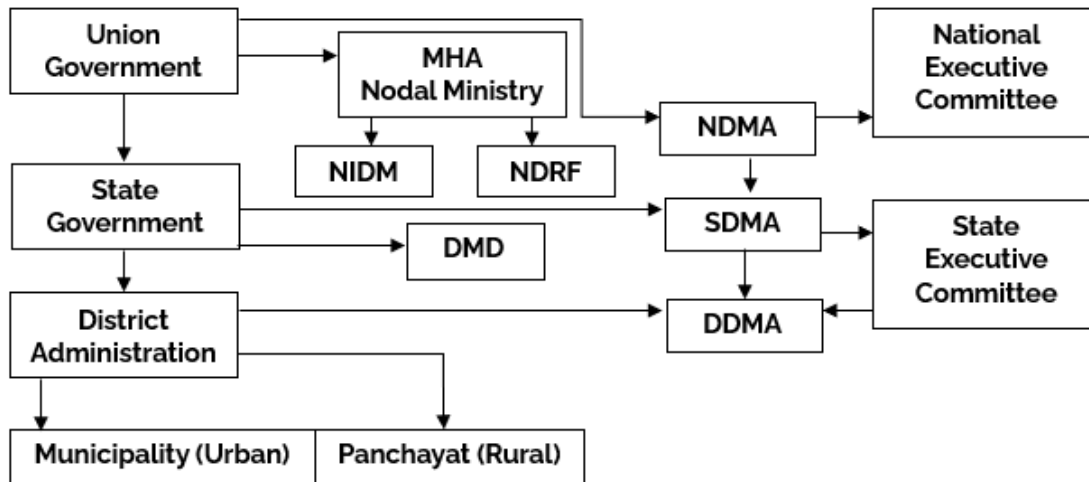 Union
Government
MHA
Nodal Ministry
National
Executive
Committee
NDMA
NIDM
NDRF
State
Government
SDMA
DMD
State
Executive
Committee
District
Administration
DDMA
Municipality (Urban)
Panchayat (Rural)